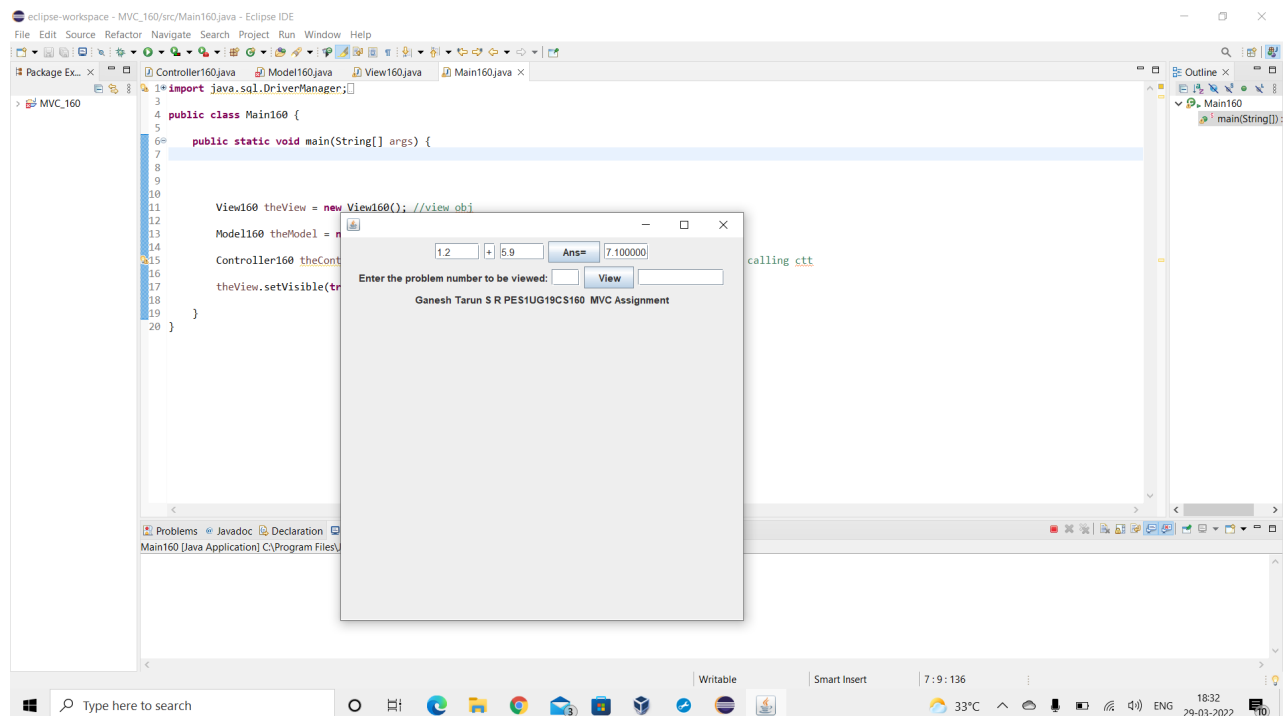 eclipse-workspace - MVC_160/src/Main160.java - Eclipse IDE
File Edit Source Refactor Navigate Search Project Run Window Help
Package Ex...
MVC_160
Controller160.java Model160.java View160.java Main160.java
1 import java.sql.DriverManager;
3
4 public class Main160 {
5
6 public static void main(String[] args) {
7
8
9
10
11 View160 theView = new View160(); //view obj
12
13 Model160 theModel =
14
15 Controller160 theCont calling ctt
16
17 theView.setVisible(tr
18
19 }
20 }
1.2 + 5.9 Ans= 7.100000
Enter the problem number to be viewed: View
Ganesh Tarun S R PES1UG19CS160 MVC Assignment
Outline
Main160
main(String[]) :
Problems Javadoc Declaration
Main160 [Java Application] C:\Program Files\
Writable Smart Insert 7 : 9 : 136
Type here to search
3
33°C ENG 18:32
29-03-2022
10